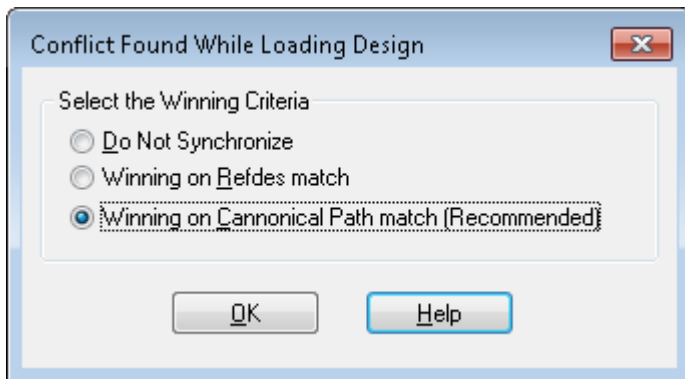 Conflict Found While Loading Design
Select the Winning Criteria
Do Not Synchronize
Winning on Refdes match
Winning on Cannonical Path match (Recommended)
OK
Help